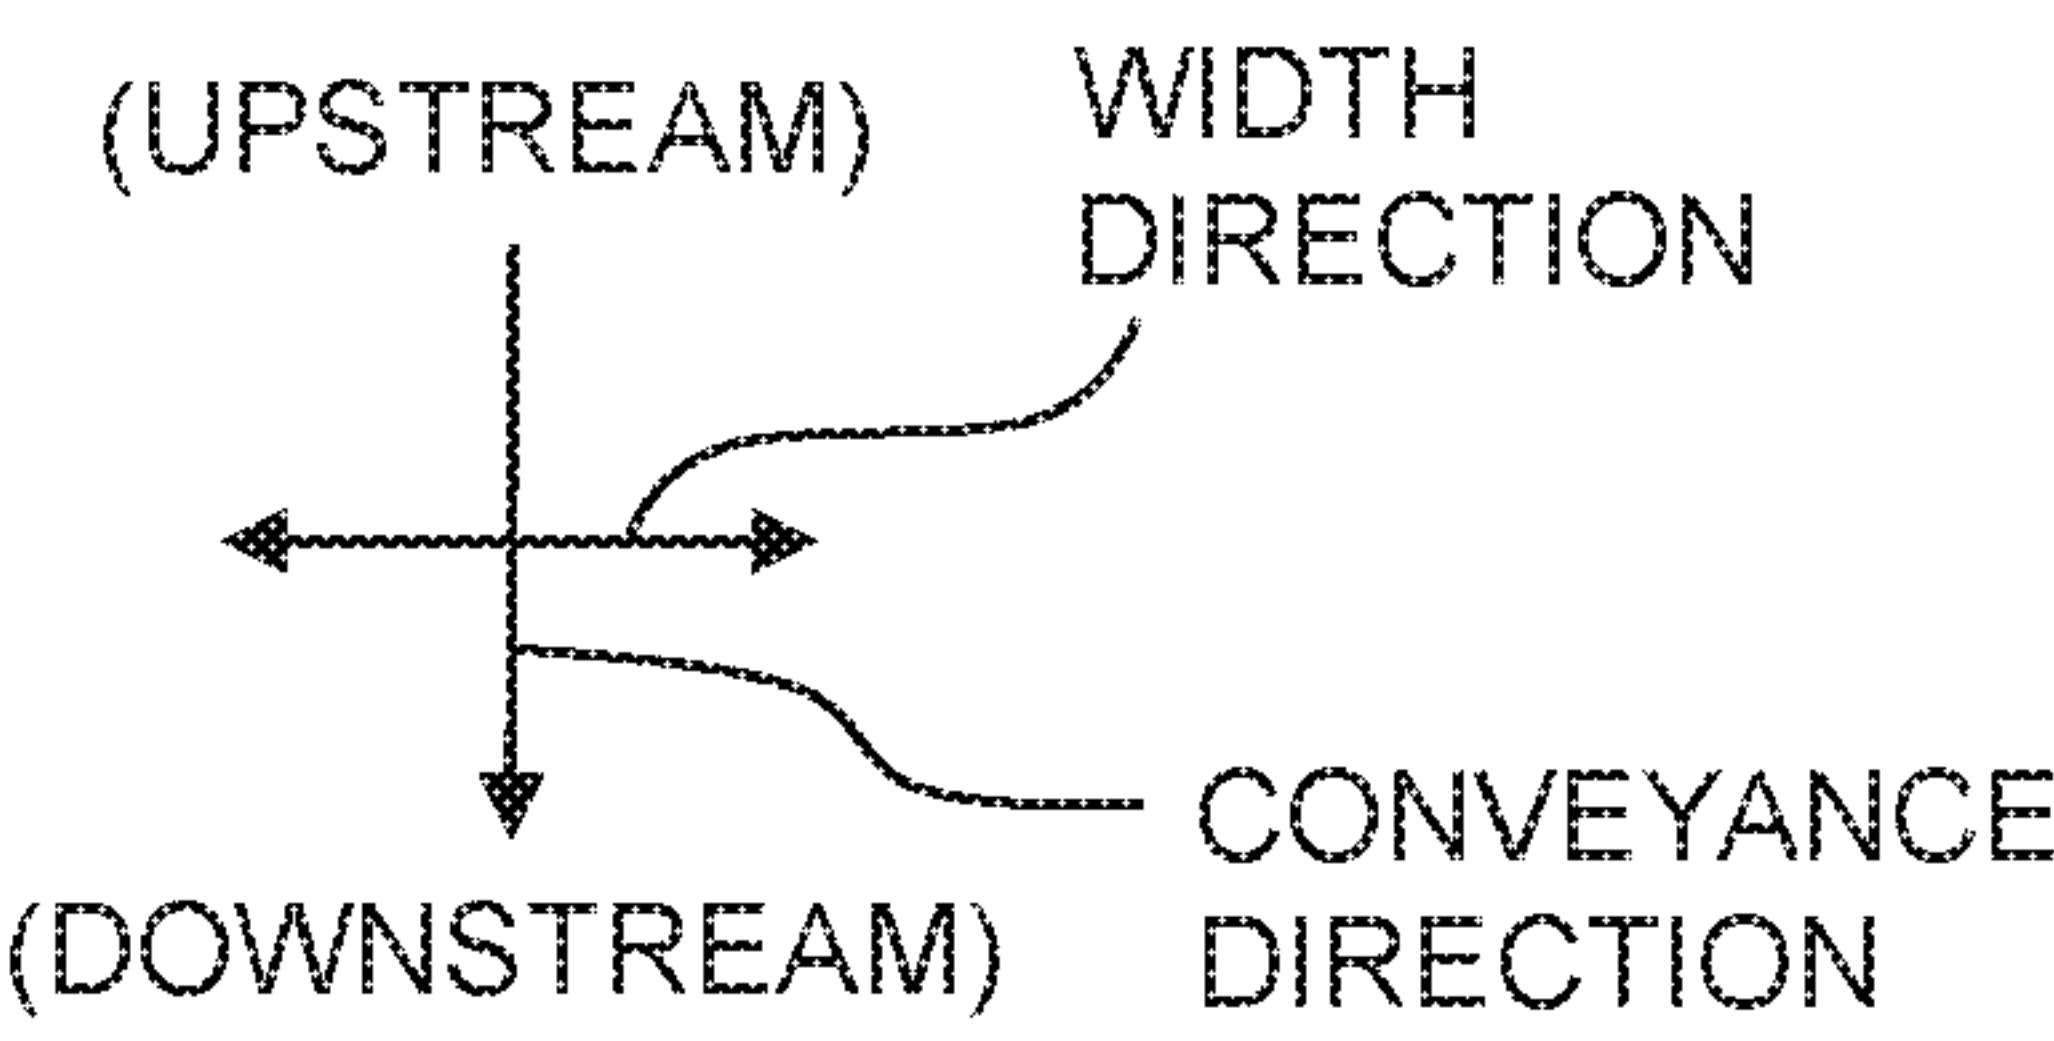 (UPSTREAM)
WIDTH
DIRECTION
CONVEYANCE
DIRECTION
(DOWNSTREAM)